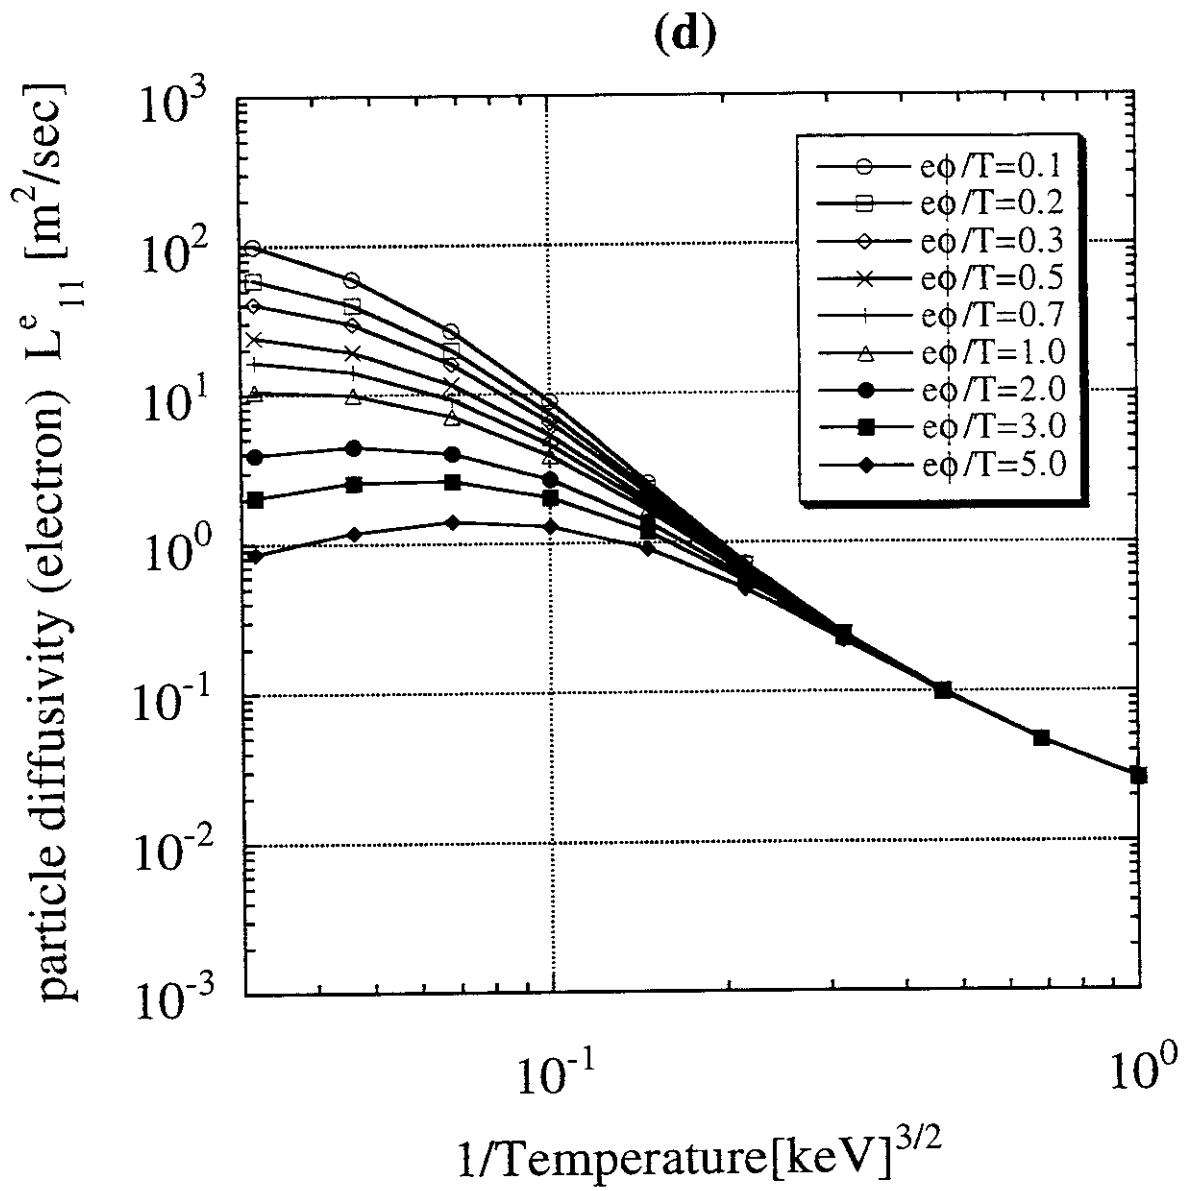 (d)
particle diffusivity (electron) L^e_11 [m^2/sec]
10^3
10^2
10^1
10^0
10^-1
10^-2
10^-3
eϕ/T=0.1
eϕ/T=0.2
eϕ/T=0.3
eϕ/T=0.5
eϕ/T=0.7
eϕ/T=1.0
eϕ/T=2.0
eϕ/T=3.0
eϕ/T=5.0
10^-1 10^0
1/Temperature[keV]^3/2